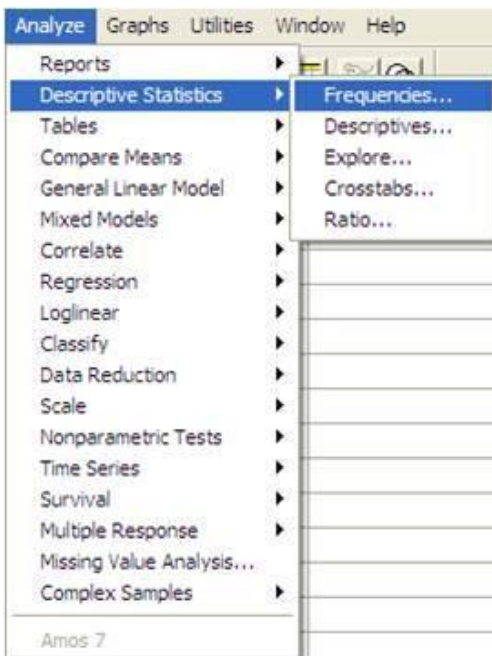 Analyze Graphs Utilities Window Help
Reports
Descriptive Statistics
Tables
Compare Means
General Linear Model
Mixed Models
Correlate
Regression
Loglinear
Classify
Data Reduction
Scale
Nonparametric Tests
Time Series
Survival
Multiple Response
Missing Value Analysis...
Complex Samples
Amos 7
Frequencies...
Descriptives...
Explore...
Crosstabs...
Ratio...